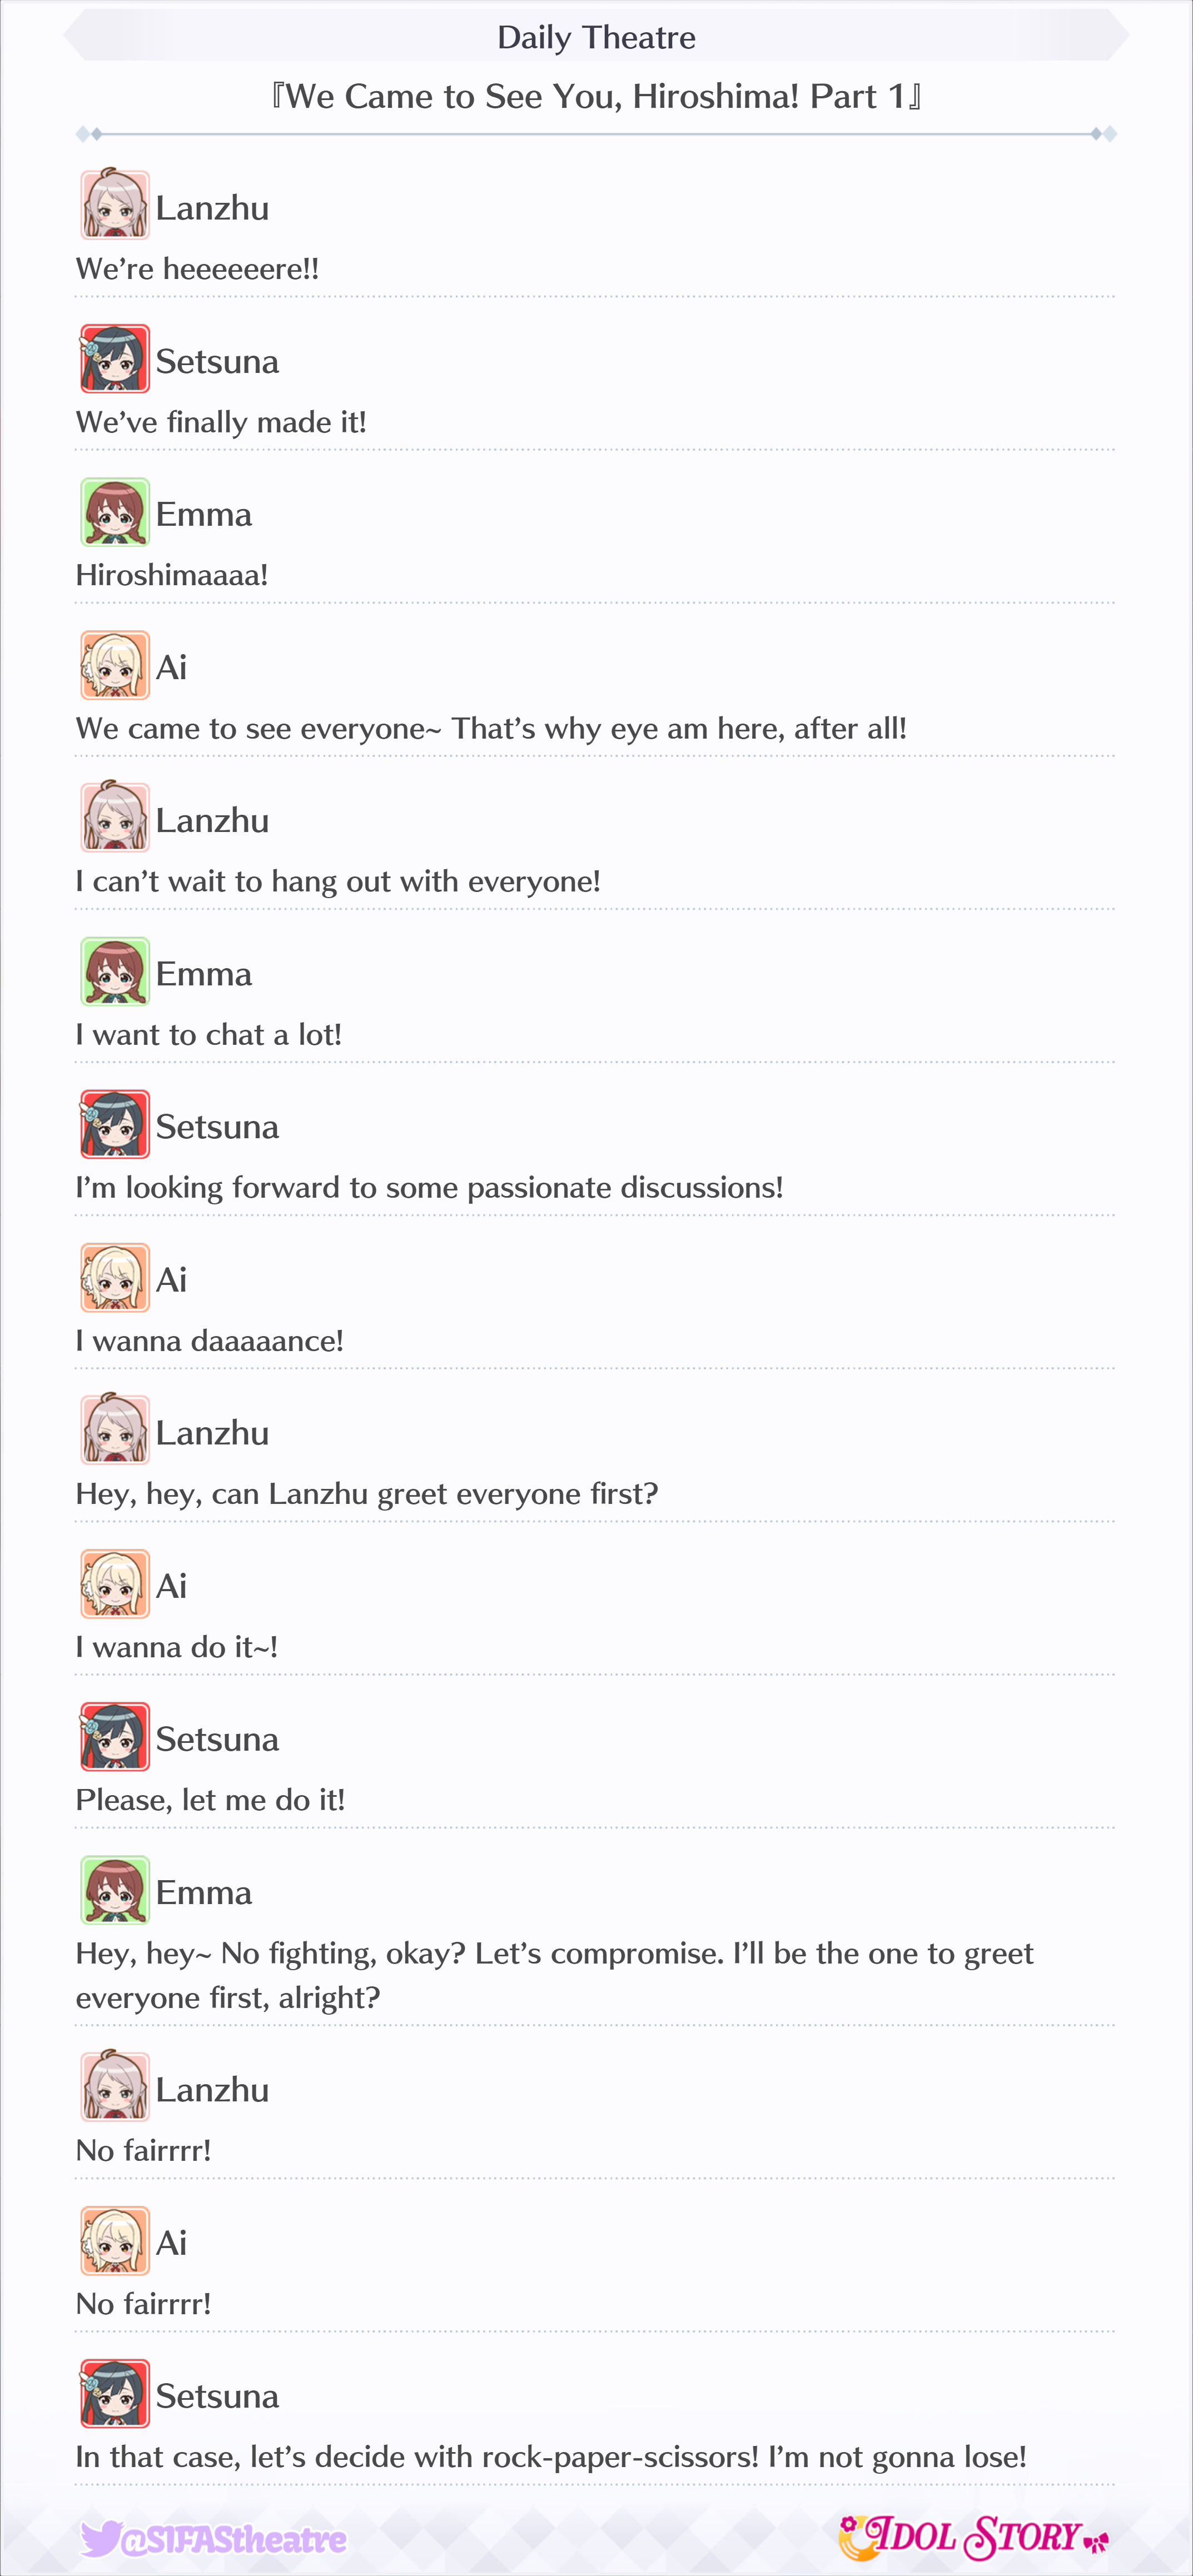 Daily Theatre
『We Came to See You, Hiroshima! Part 1』
Lanzhu
We’re heeeeeere!!
Setsuna
We’ve finally made it!
Emma
Hiroshimaaaa!
Ai
We came to see everyone~ That’s why eye am here, after all!
Lanzhu
I can’t wait to hang out with everyone!
Emma
I want to chat a lot!
Setsuna
I’m looking forward to some passionate discussions!
Ai
I wanna daaaaance!
Lanzhu
Hey, hey, can Lanzhu greet everyone first?
Ai
I wanna do it~!
Setsuna
Please, let me do it!
Emma
Hey, hey~ No fighting, okay? Let’s compromise. I’ll be the one to greet
everyone first, alright?
Lanzhu
No fairrrr!
Ai
No fairrrr!
Setsuna
In that case, let’s decide with rock-paper-scissors! I’m not gonna lose!
@SIFAStheatre
IDOL STORY